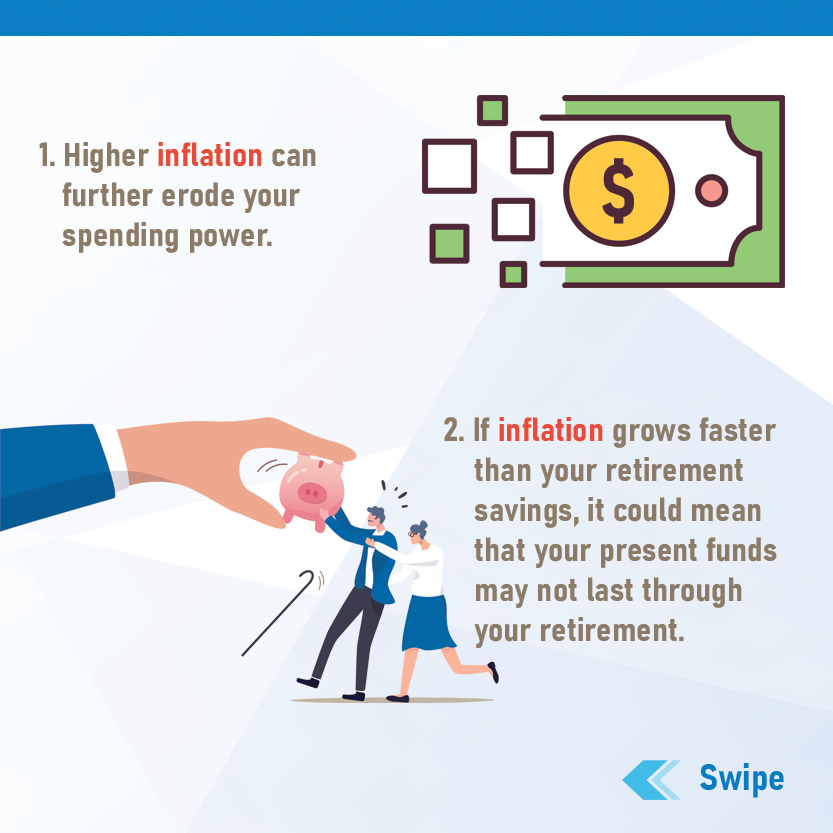 1. Higher inflation can
further erode your
spending power.
$
2. If inflation grows faster
than your retirement
savings, it could mean
that your present funds
may not last through
your retirement.
Swipe